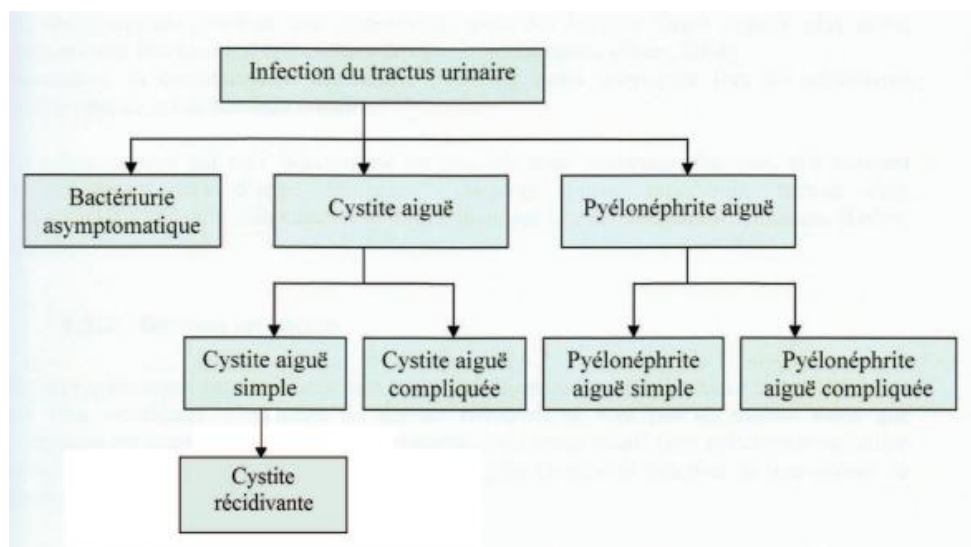 Infection du tractus urinaire
Bactériurie
asymptomatique
Cystite aiguë
Pyélonéphrite aiguë
Cystite aiguë
simple
Cystite aiguë
compliquée
Pyélonéphrite
aiguë simple
Pyélonéphrite
aiguë compliquée
Cystite
récidivante